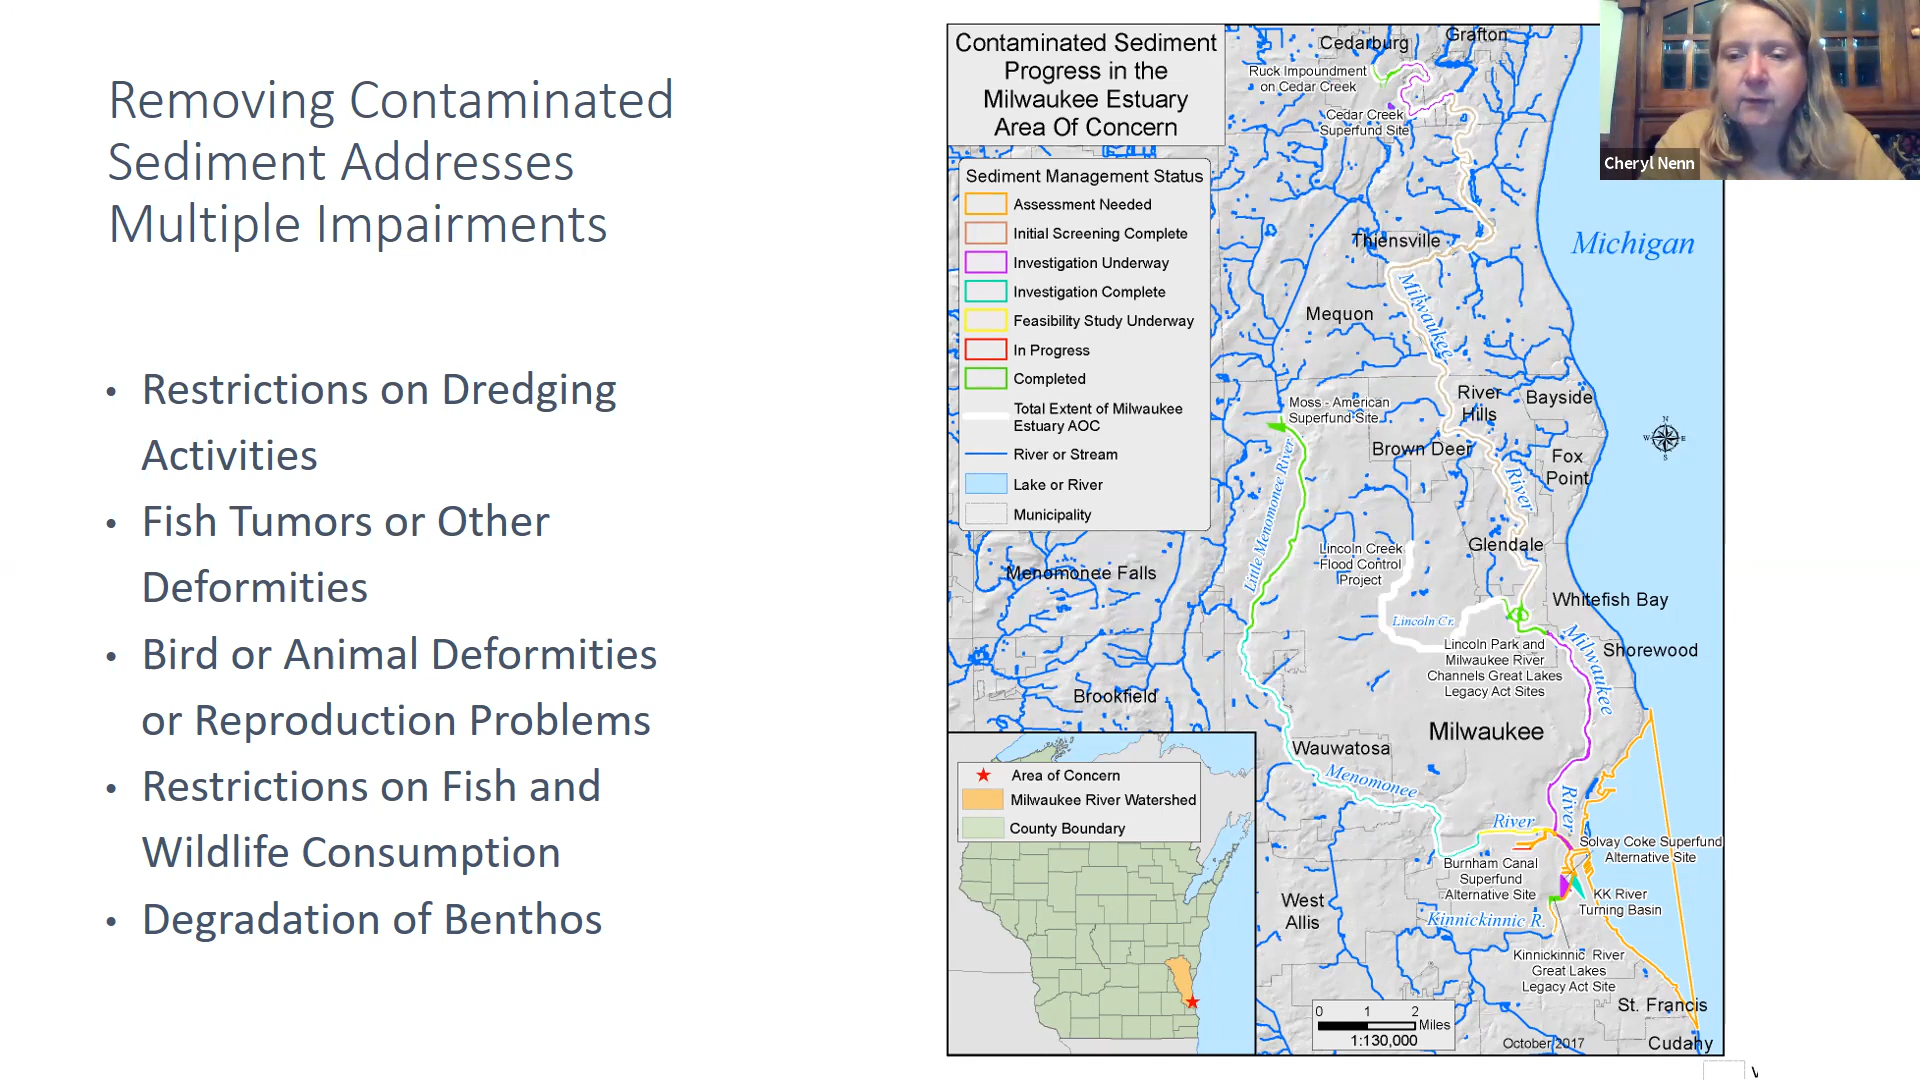 Removing Contaminated
Sediment Addresses
Multiple Impairments
• Restrictions on Dredging
Activities
• Fish Tumors or Other
Deformities
• Bird or Animal Deformities
or Reproduction Problems
• Restrictions on Fish and
Wildlife Consumption
• Degradation of Benthos
Contaminated Sediment
Progress in the
Milwaukee Estuary
Area Of Concern
Sediment Management Status
Assessment Needed
Initial Screening Complete
Investigation Underway
Investigation Complete
Feasibility Study Underway
In Progress
Completed
Total Extent of Milwaukee
Estuary AOC
River or Stream
Lake or River
Municipality
Cedarburg
Grafton
Ruck Impoundment
on Cedar Creek
Cedar Creek
Superfund Site
Thiensville
Michigan
Milwaukee
Mequon
River
Hills
Bayside
Moss - American
Superfund Site
Brown Deer
Fox
Point
River
N
W E
S
Little Menomonee River
Glendale
Lincoln Creek
Flood Control
Project
Menomonee Falls
Whitefish Bay
Lincoln Cr.
Milwaukee
Shorewood
Lincoln Park and
Milwaukee River
Channels Great Lakes
Legacy Act Sites
Brookfield
Milwaukee
Wauwatosa
Menomonee
River
River
Solvay Coke Superfund
Alternative Site
Burnham Canal
Superfund
Alternative Site
KK River
Turning Basin
West
Allis
Kinnickinnic R.
Kinnickinnic River
Great Lakes
Legacy Act Site
St. Francis
Cudahy
Area of Concern
Milwaukee River Watershed
County Boundary
0 1 2
Miles
1:130,000
October 2017
Cheryl Nenn